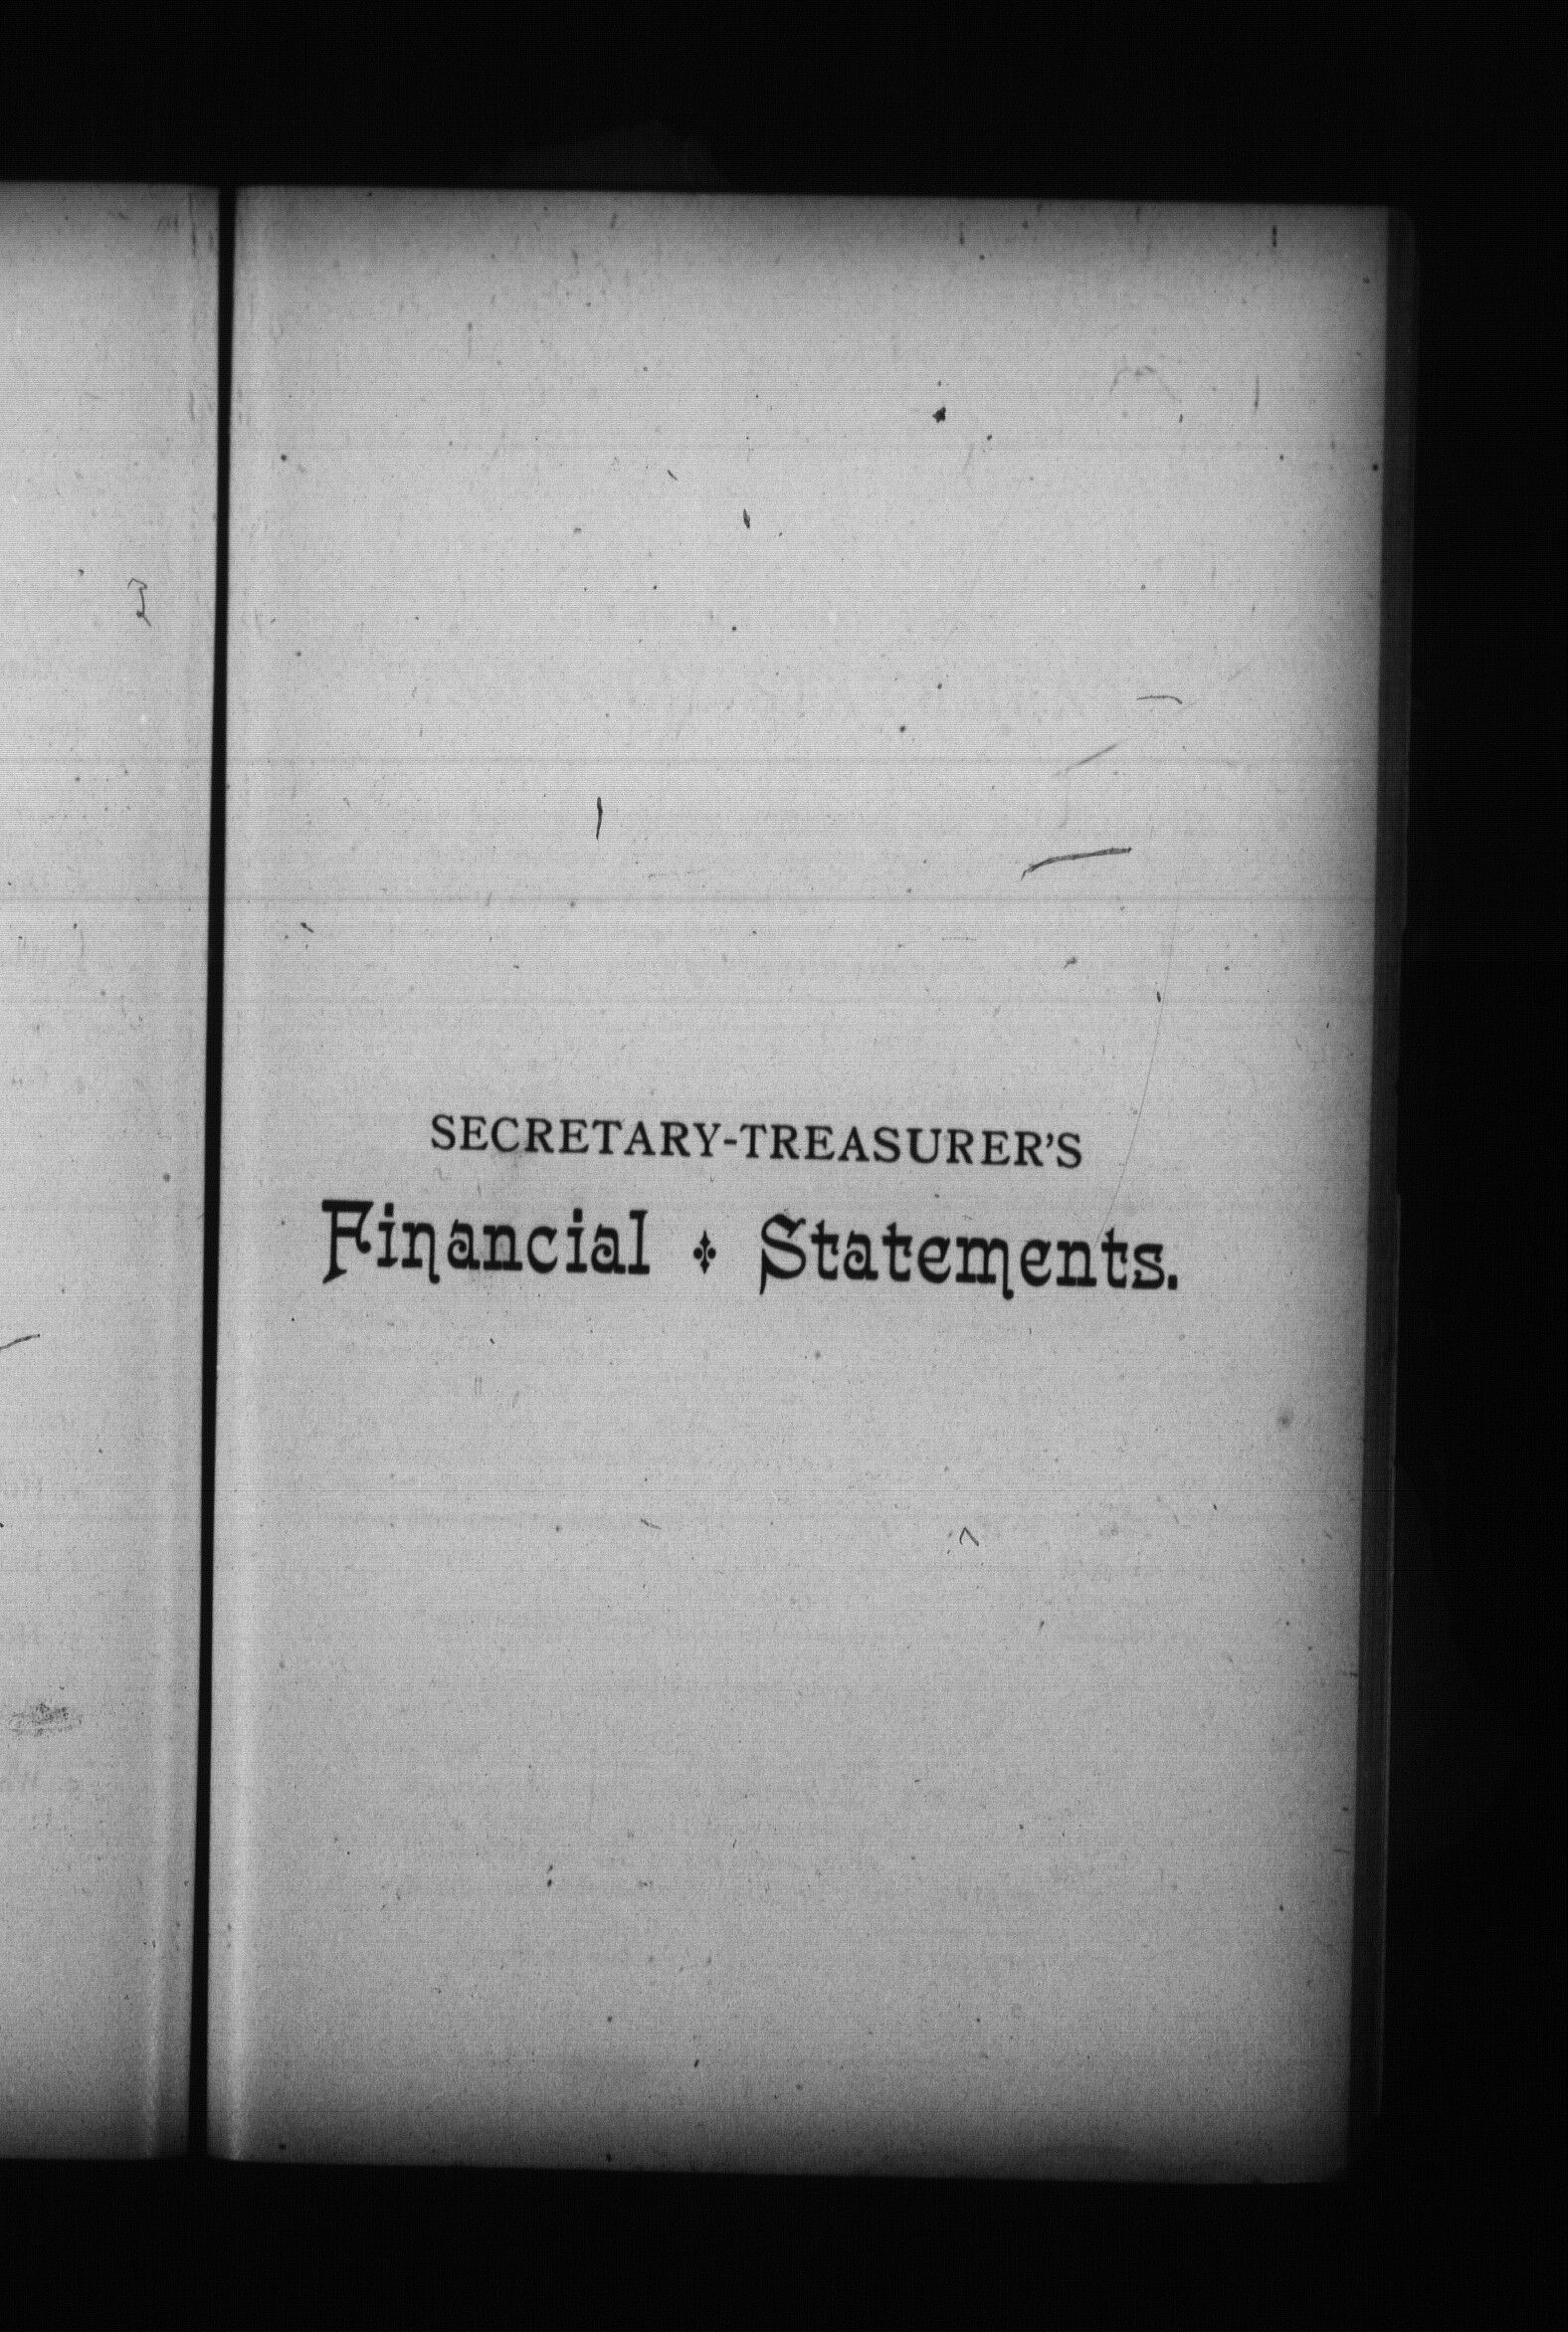 SECRETARY-TREASURER'S
Financial Statements.